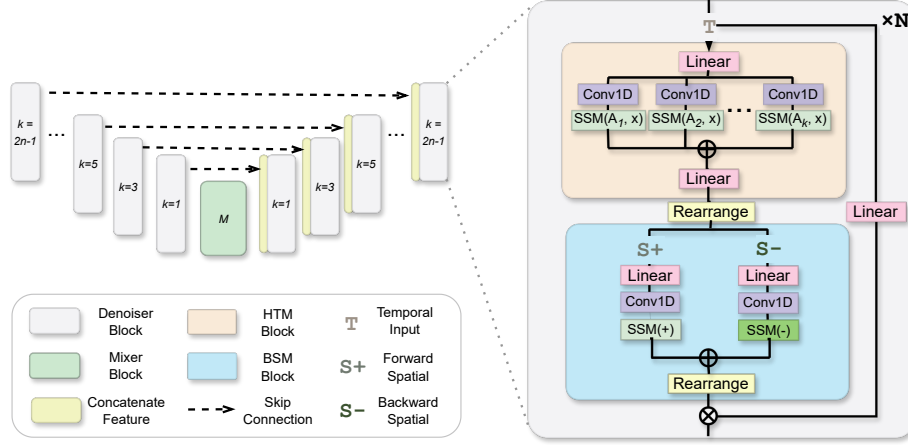 k =
2n-1
...
k=5
k=3
k=1
M
k=1
k=3
k=5
...
k =
2n-1
×N
T
Linear
Conv1D Conv1D Conv1D
SSM(A1, x) SSM(A2, x) ... SSM(Ak, x)
Linear
Rearrange
Linear
S+ S-
Linear Linear
Conv1D Conv1D
SSM(+) SSM(-)
Rearrange
Denoiser
Block
HTM
Block
T
Temporal
Input
Mixer
Block
BSM
Block
S+
Forward
Spatial
Concatenate
Feature
Skip
Connection
S-
Backward
Spatial